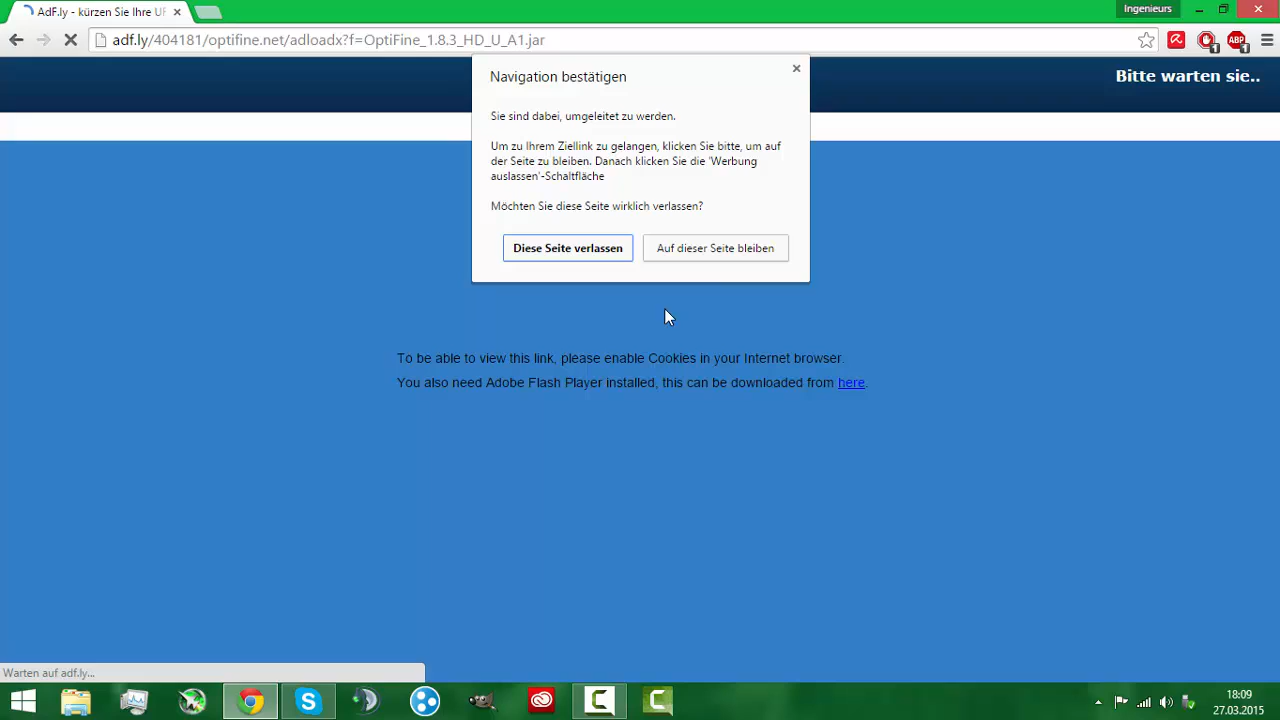 AdF.ly - kürzen Sie Ihre UR
Ingenieurs
adf.ly/404181/optifine.net/adloadx?f=OptiFine_1.8.3_HD_U_A1.jar
1
ABP
1
Bitte warten sie..
Navigation bestätigen
Sie sind dabei, umgeleitet zu werden.
Um zu Ihrem Ziellink zu gelangen, klicken Sie bitte, um auf
der Seite zu bleiben. Danach klicken Sie die 'Werbung
auslassen'-Schaltfläche
Möchten Sie diese Seite wirklich verlassen?
Diese Seite verlassen
Auf dieser Seite bleiben
To be able to view this link, please enable Cookies in your Internet browser.
You also need Adobe Flash Player installed, this can be downloaded from here.
Warten auf adf.ly...
18:09
27.03.2015